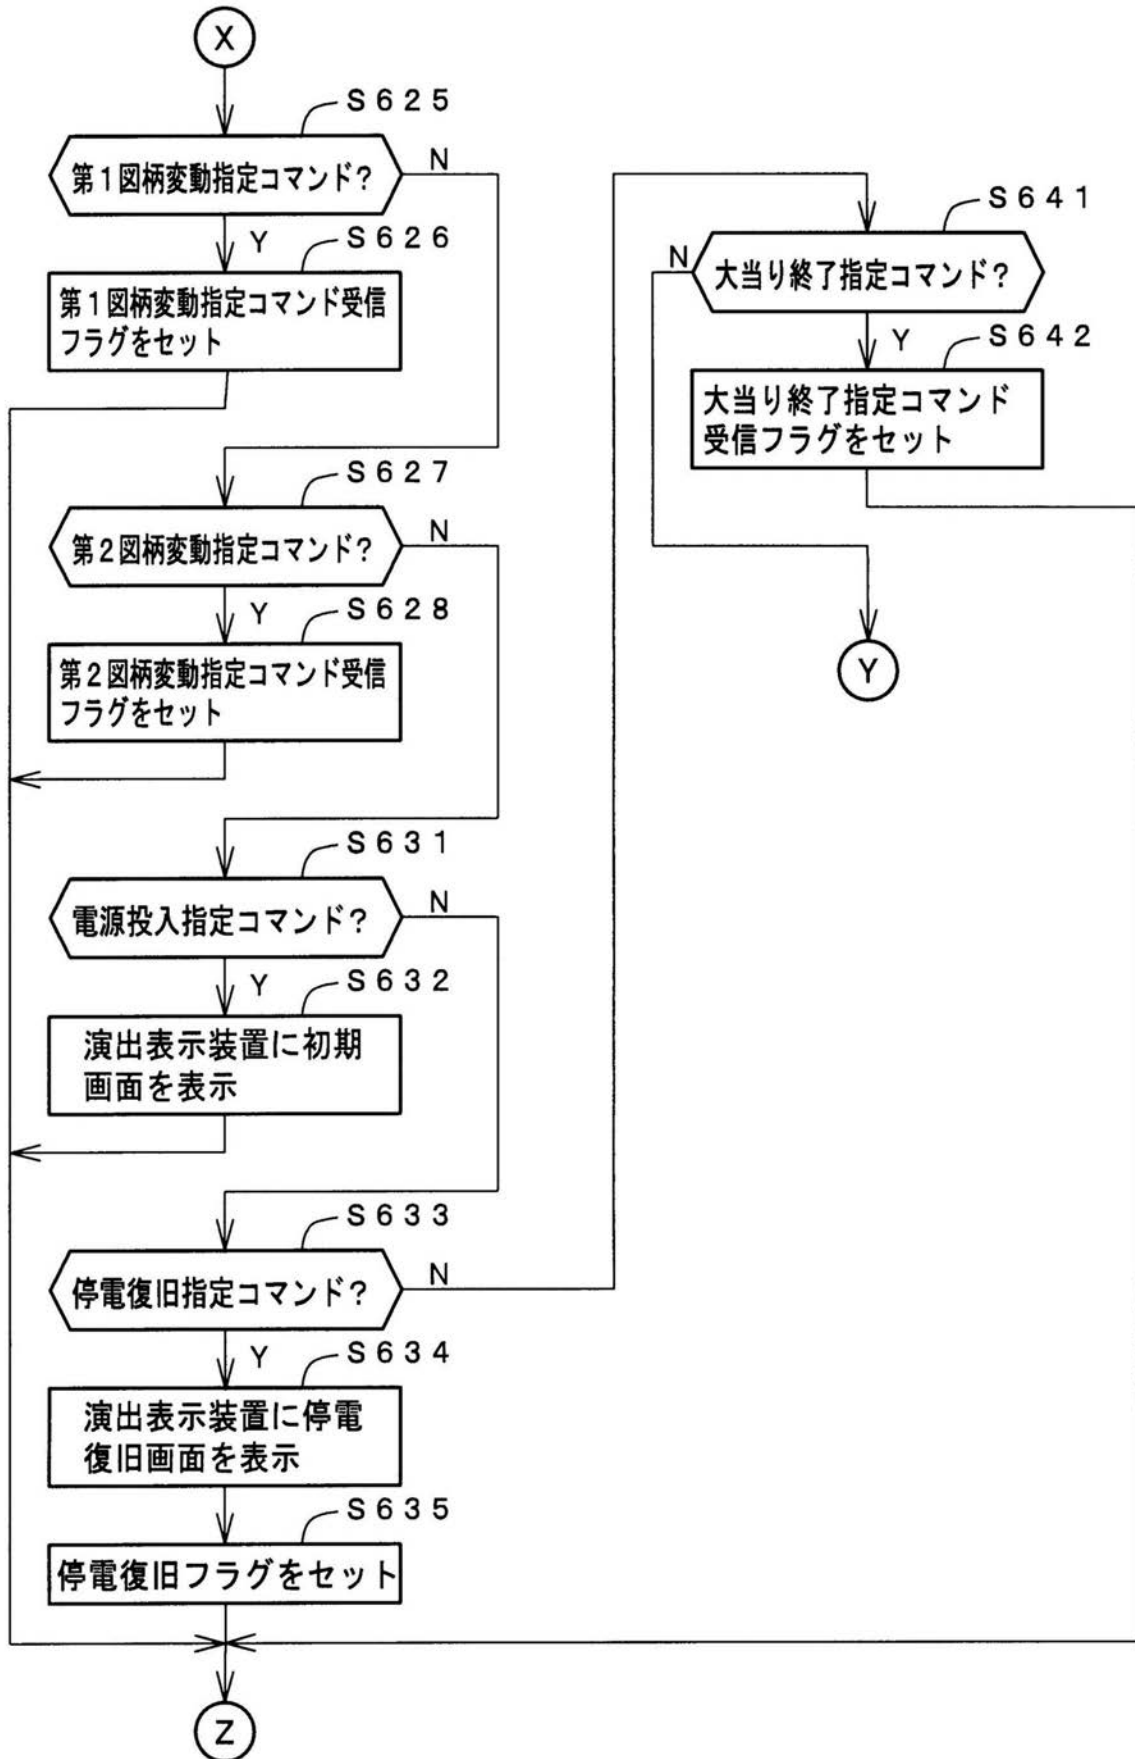 X
S625
第1図柄変動指定コマンド?
N
Y
S626
第1図柄変動指定コマンド受信
フラグをセット
S627
第2図柄変動指定コマンド?
N
Y
S628
第2図柄変動指定コマンド受信
フラグをセット
S631
電源投入指定コマンド?
N
Y
S632
演出表示装置に初期
画面を表示
S633
停電復旧指定コマンド?
N
Y
S634
演出表示装置に停電
復旧画面を表示
S635
停電復旧フラグをセット
Z
S641
N
大当り終了指定コマンド?
Y
S642
大当り終了指定コマンド
受信フラグをセット
Y